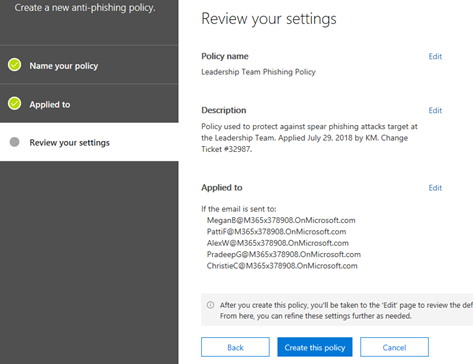 Create a new anti-phishing policy.
Name your policy
Applied to
Review your settings
Review your settings
Policy name
Edit
Leadership Team Phishing Policy
Description
Edit
Policy used to protect against spear phishing attacks target at
the Leadership Team. Applied July 29, 2018 by KM. Change
Ticket #32987.
Applied to
Edit
If the email is sent to:
MeganB@M365x378908.OnMicrosoft.com
PattiF@M365x378908.OnMicrosoft.com
AlexW@M365x378908.OnMicrosoft.com
PradeepG@M365x378908.OnMicrosoft.com
ChristieC@M365x378908.OnMicrosoft.com
After you create this policy, you'll be taken to the 'Edit' page to review the def
From here, you can refine these settings further as needed.
Back
Create this policy
Cancel